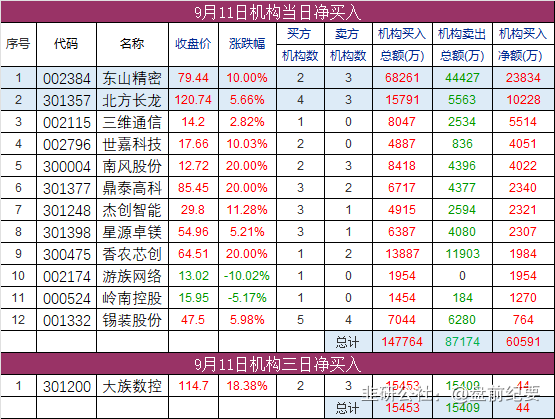 9月11日机构当日净买入
序号 代码 名称 收盘价 涨跌幅 买方机构数 卖方机构数 机构买入总额(万) 机构卖出总额(万) 机构买入净额(万)
1 002384 东山精密 79.44 10.00% 2 3 68261 44427 23834
2 301357 北方长龙 120.74 5.66% 4 3 15791 5563 10228
3 002115 三维通信 14.2 2.82% 1 0 8047 2534 5514
4 002796 世嘉科技 17.66 10.03% 2 0 4887 836 4051
5 300004 南风股份 12.72 20.00% 2 3 8418 4396 4022
6 301377 鼎泰高科 85.45 20.00% 3 2 6717 4377 2340
7 301248 杰创智能 29.8 11.28% 3 1 4915 2594 2321
8 301398 星源卓镁 54.96 5.21% 3 1 6387 4080 2307
9 300475 香农芯创 64.51 20.00% 1 2 13887 11903 1984
10 002174 游族网络 13.02 -10.02% 1 0 1954 0 1954
11 000524 岭南控股 15.95 -5.17% 1 0 1454 184 1270
12 001332 锡装股份 47.5 5.98% 5 4 7044 6280 764
总计 147764 87174 60591
9月11日机构三日净买入
1 301200 大族数控 114.7 18.38% 2 3 15453 15409 44
总计 15453 15409 44
韭研公社：@盘前纪要